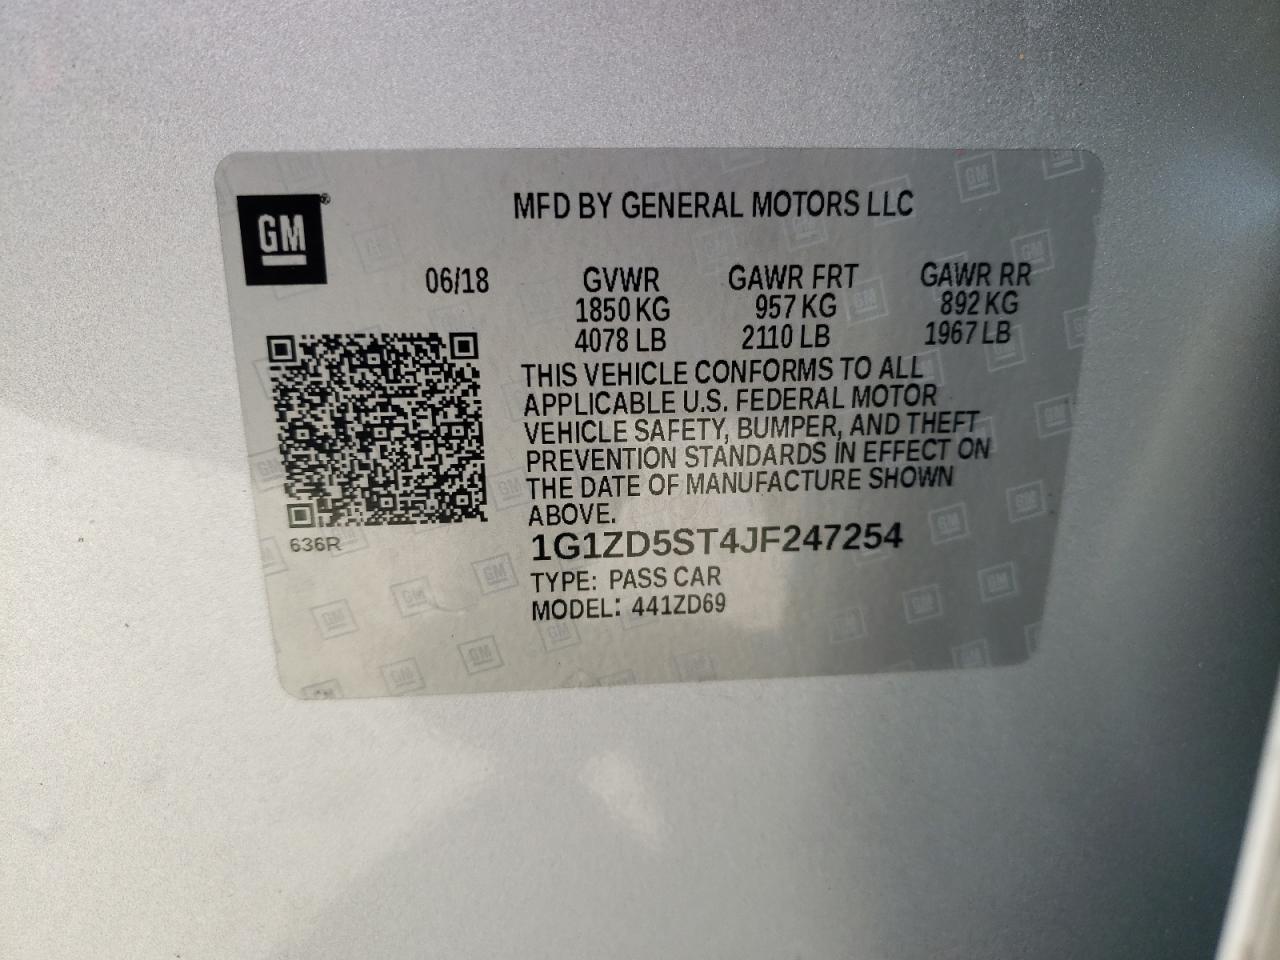 GM®
MFD BY GENERAL MOTORS LLC
06/18 GVWR GAWR FRT GAWR RR
1850 KG 957 KG 892 KG
4078 LB 2110 LB 1967 LB
THIS VEHICLE CONFORMS TO ALL
APPLICABLE U.S. FEDERAL MOTOR
VEHICLE SAFETY, BUMPER, AND THEFT
PREVENTION STANDARDS IN EFFECT ON
THE DATE OF MANUFACTURE SHOWN
ABOVE.
636R
1G1ZD5ST4JF247254
TYPE: PASS CAR
MODEL: 441ZD69